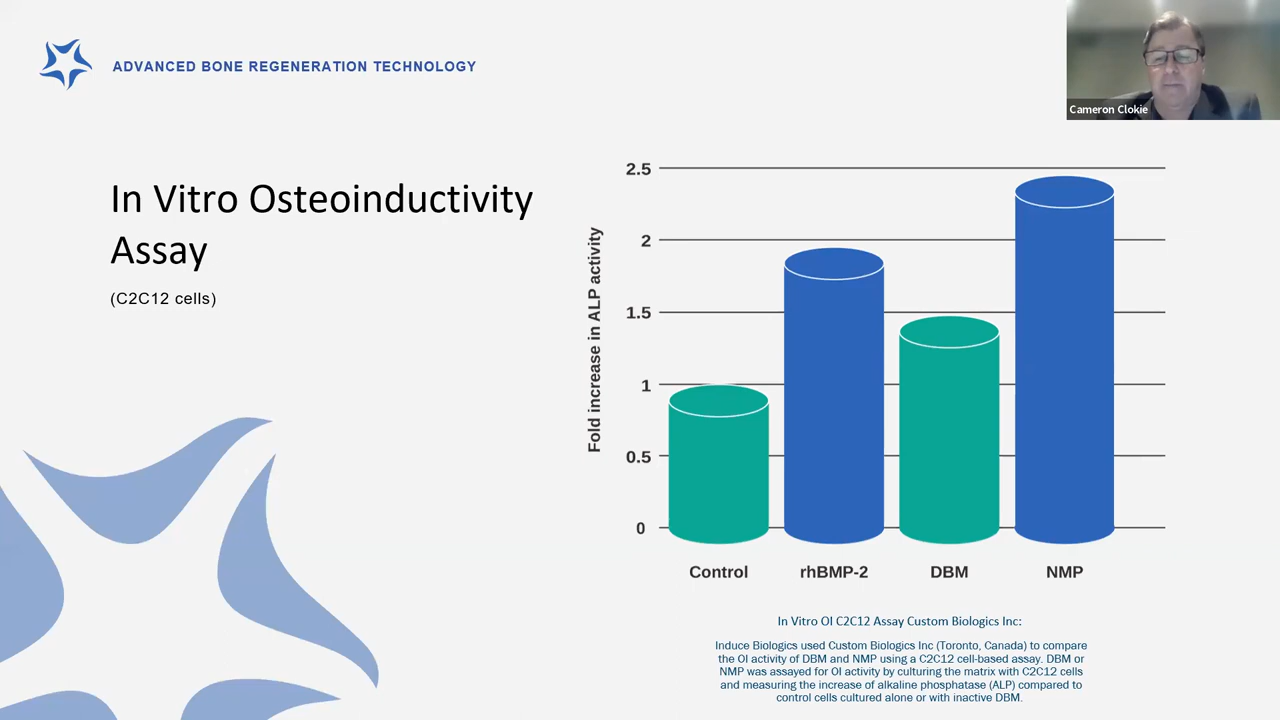 ADVANCED BONE REGENERATION TECHNOLOGY
Cameron Clokie
In Vitro Osteoinductivity
Assay
(C2C12 cells)
Fold increase in ALP activity
2.5
2
1.5
1
0.5
0
Control
rhBMP-2
DBM
NMP
In Vitro OI C2C12 Assay Custom Biologics Inc:
Induce Biologics used Custom Biologics Inc (Toronto, Canada) to compare
the OI activity of DBM and NMP using a C2C12 cell-based assay. DBM or
NMP was assayed for OI activity by culturing the matrix with C2C12 cells
and measuring the increase of alkaline phosphatase (ALP) compared to
control cells cultured alone or with inactive DBM.